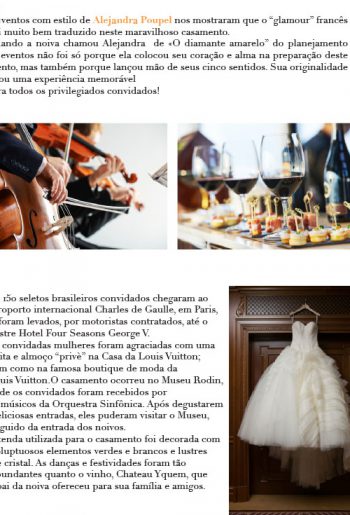 ventos com estilo de Alejandra Poupel nos mostraram que o “glamour” francês
i muito bem traduzido neste maravilhoso casamento.
ando a noiva chamou Alejandra de «O diamante amarelo” do planejamento
eventos não foi só porque ela colocou seu coração e alma na preparação deste
nto, mas também porque lançou mão de seus cinco sentidos. Sua originalidade
ou uma experiência memorável
ra todos os privilegiados convidados!
150 seletos brasileiros convidados chegaram ao
eroporto internacional Charles de Gaulle, em Paris,
foram levados, por motoristas contratados, até o
stre Hotel Four Seasons George V.
convidadas mulheres foram agraciadas com uma
ita e almoço “privè” na Casa da Louis Vuitton;
m como na famosa boutique de moda da
uis Vuitton.O casamento ocorreu no Museu Rodin,
de os convidados foram recebidos por
músicos da Orquestra Sinfônica. Após degustarem
eliciosas entradas, eles puderam visitar o Museu,
guido da entrada dos noivos.
tenda utilizada para o casamento foi decorada com
luptuosos elementos verdes e brancos e lustres
e cristal. As danças e festividades foram tão
bundantes quanto o vinho, Chateau Yquem, que
pai da noiva ofereceu para sua família e amigos.